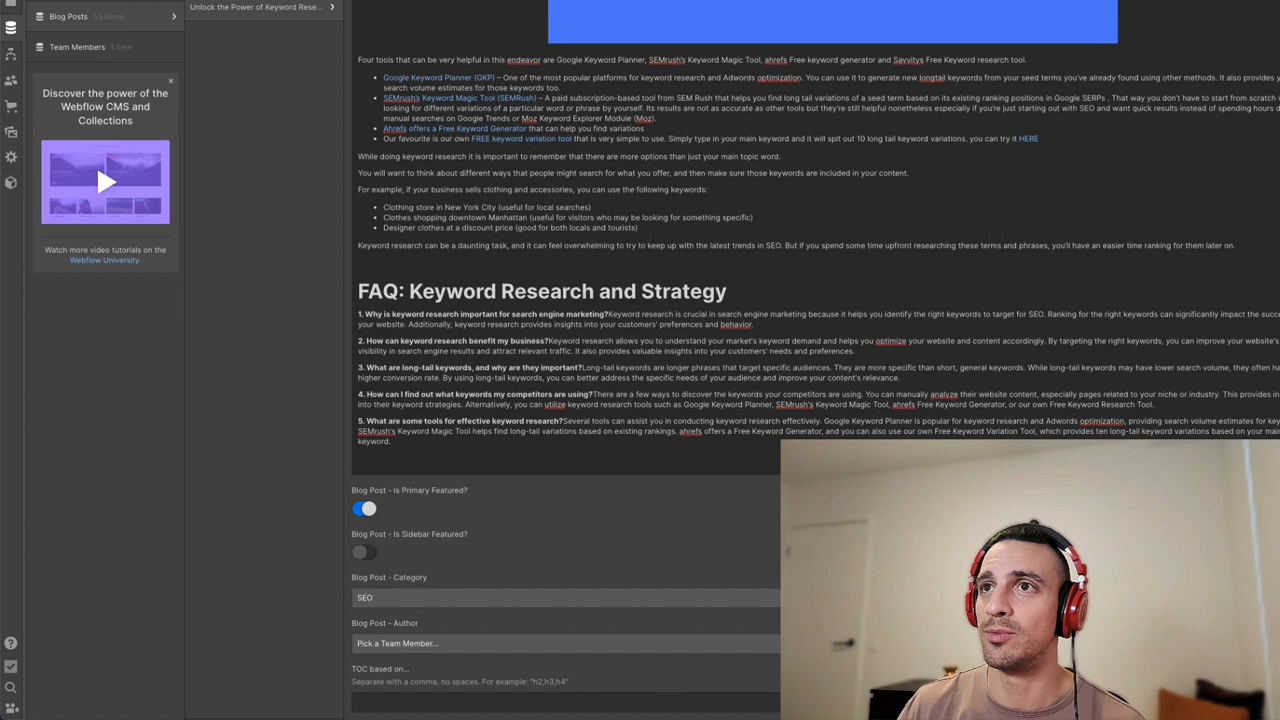 Blog Posts 53 items
Unlock the Power of Keyword Rese...
Team Members 1 item
Discover the power of the
Webflow CMS and
Collections
Watch more video tutorials on the
Webflow University.
Four tools that can be very helpful in this endeavor are Google Keyword Planner, SEMrush's Keyword Magic Tool, ahrefs Free keyword generator and Savvitys Free Keyword research tool.
Google Keyword Planner (GKP) – One of the most popular platforms for keyword research and Adwords optimization. You can use it to generate new longtail keywords from your seed terms you've already found using other methods. It also provides
search volume estimates for those keywords too.
SEMrush's Keyword Magic Tool (SEMRush) – A paid subscription-based tool from SEM Rush that helps you find long tail variations of a seed term based on its existing ranking positions in Google SERPs . That way you don't have to start from scratch
looking for different variations of a particular word or phrase by yourself. Its results are not as accurate as other tools but they're still helpful nonetheless especially if you're just starting out with SEO and want quick results instead of spending hours
manual searches on Google Trends or Moz Keyword Explorer Module (Moz).
Ahrefs offers a Free Keyword Generator that can help you find variations
Our favourite is our own FREE keyword variation tool that is very simple to use. Simply type in your main keyword and it will spit out 10 long tail keyword variations. you can try it HERE
While doing keyword research it is important to remember that there are more options than just your main topic word.
You will want to think about different ways that people might search for what you offer, and then make sure those keywords are included in your content.
For example, if your business sells clothing and accessories, you can use the following keywords:
Clothing store in New York City (useful for local searches)
Clothes shopping downtown Manhattan (useful for visitors who may be looking for something specific)
Designer clothes at a discount price (good for both locals and tourists)
Keyword research can be a daunting task, and it can feel overwhelming to try to keep up with the latest trends in SEO. But if you spend some time upfront researching these terms and phrases, you'll have an easier time ranking for them later on.
FAQ: Keyword Research and Strategy
1. Why is keyword research important for search engine marketing?Keyword research is crucial in search engine marketing because it helps you identify the right keywords to target for SEO. Ranking for the right keywords can significantly impact the
your website. Additionally, keyword research provides insights into your customers' preferences and behavior.
2. How can keyword research benefit my business?Keyword research allows you to understand your market's keyword demand and helps you optimize your website and content accordingly. By targeting the right keywords, you can improve your website's
visibility in search engine results and attract relevant traffic. It also provides valuable insights into your customers' needs and preferences.
3. What are long-tail keywords, and why are they important?Long-tail keywords are longer phrases that target specific audiences. They are more specific than short, general keywords. While long-tail keywords may have lower search volume, they often
higher conversion rate. By using long-tail keywords, you can better address the specific needs of your audience and improve your content's relevance.
4. How can I find out what keywords my competitors are using?There are a few ways to discover the keywords your competitors are using. You can manually analyze their website content, especially pages related to your niche or industry. This provides
into their keyword strategies. Alternatively, you can utilize keyword research tools such as Google Keyword Planner, SEMrush's Keyword Magic Tool, ahrefs Free Keyword Generator, or our own Free Keyword Research Tool.
5. What are some tools for effective keyword research?Several tools can assist you in conducting keyword research effectively. Google Keyword Planner is popular for keyword research and Adwords optimization, providing search volume estimates for
SEMrush's Keyword Magic Tool helps find long-tail variations based on existing rankings. ahrefs offers a Free Keyword Generator, and you can also use our own Free Keyword Variation Tool, which provides ten long-tail keyword variations based on your
keyword.
Blog Post - Is Primary Featured?
Blog Post - Is Sidebar Featured?
Blog Post - Category
SEO
Blog Post - Author
Pick a Team Member...
TOC based on...
Separate with a comma, no spaces. For example: "h2,h3,h4"